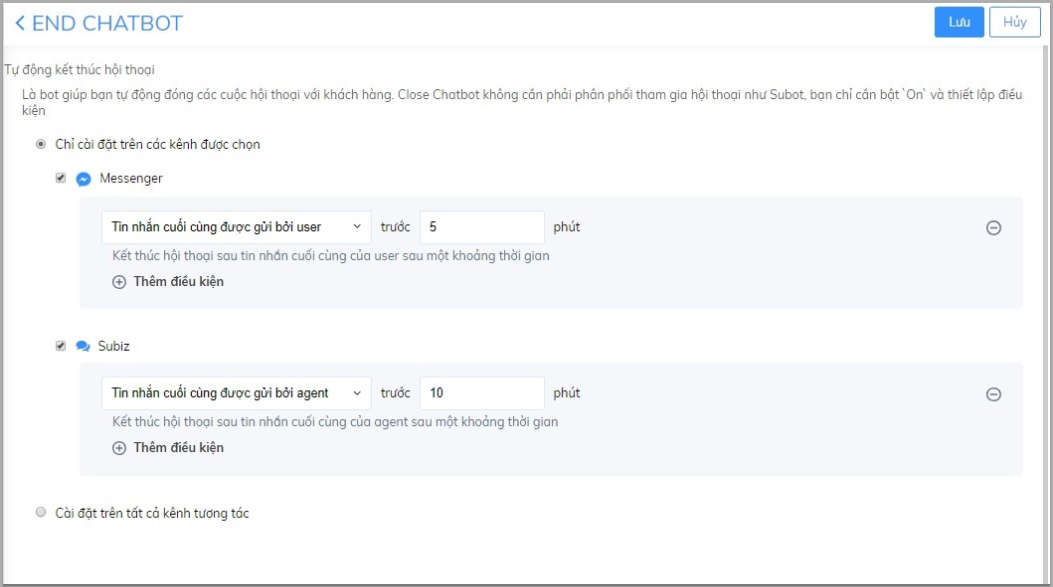 END CHATBOT
Lưu
Hủy
Tự động kết thúc hội thoại
Là bot giúp bạn tự động đóng các cuộc hội thoại với khách hàng. Close Chatbot không cần phải phân phối tham gia hội thoại như Subot, bạn chỉ cần bật `On` và thiết lập điều
kiện
Chỉ cài đặt trên các kênh được chọn
Messenger
Tin nhắn cuối cùng được gửi bởi user trước 5 phút
Kết thúc hội thoại sau tin nhắn cuối cùng của user sau một khoảng thời gian
Thêm điều kiện
Subiz
Tin nhắn cuối cùng được gửi bởi agent trước 10 phút
Kết thúc hội thoại sau tin nhắn cuối cùng của agent sau một khoảng thời gian
Thêm điều kiện
Cài đặt trên tất cả kênh tương tác